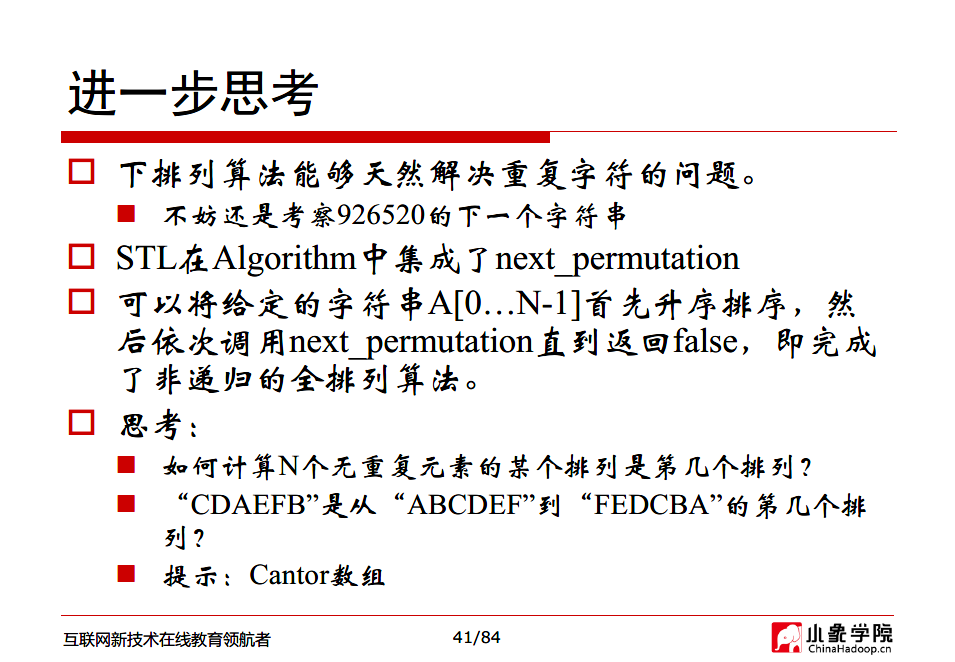 进一步思考
下排列算法能够天然解决重复字符的问题。
不妨还是考察926520的下一个字符串
STL在Algorithm中集成了next_permutation
可以将给定的字符串A[0…N-1]首先升序排序，然
后依次调用next_permutation直到返回false，即完成
了非递归的全排列算法。
思考：
如何计算N个无重复元素的某个排列是第几个排列？
“CDAEFB”是从“ABCDEF”到“FEDCBA”的第几个排
列？
提示：Cantor数组
互联网新技术在线教育领航者
41/84
小象学院
ChinaHadoop.cn